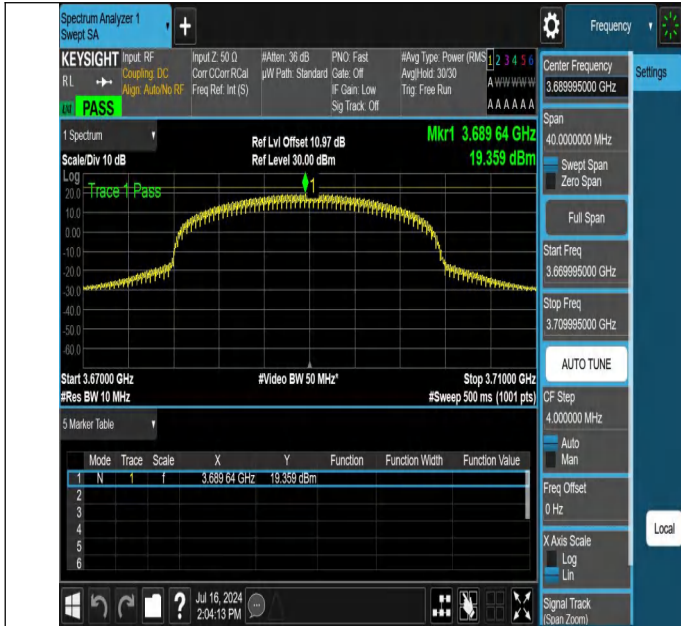 Spectrum Analyzer 1
Swept SA
Frequency
KEYSIGHT
RL
PASS
Input: RF
Coupling: DC
Align: Auto/No RF
Input Z: 50 Ω
Corr CCorr RCal
Freq Ref: Int (S)
#Atten: 36 dB
µW Path: Standard
PNO: Fast
Gate: Off
IF Gain: Low
Sig Track: Off
#Avg Type: Power (RMS
Avg|Hold: 30/30
Trig: Free Run
1 2 3 4 5 6
A W W W W W
A A A A A A
1 Spectrum
Scale/Div 10 dB
Ref Lvl Offset 10.97 dB
Ref Level 30.00 dBm
Mkr1 3.689 64 GHz
19.359 dBm
Log
Trace 1 Pass
1
20.0
10.0
0.00
-10.0
-20.0
-30.0
-40.0
-50.0
-60.0
Start 3.67000 GHz
#Video BW 50 MHz*
Stop 3.71000 GHz
#Res BW 10 MHz
#Sweep 500 ms (1001 pts)
5 Marker Table
Mode Trace Scale X Y Function Function Width Function Value
1 N 1 f 3.689 64 GHz 19.359 dBm
2
3
4
5
6
Center Frequency
3.689995000 GHz
Settings
Span
40.0000000 MHz
Swept Span
Zero Span
Full Span
Start Freq
3.669995000 GHz
Stop Freq
3.709995000 GHz
AUTO TUNE
CF Step
4.000000 MHz
Auto
Man
Freq Offset
0 Hz
Local
X Axis Scale
Log
Lin
Signal Track
(Span Zoom)
?
Jul 16, 2024
2:04:13 PM